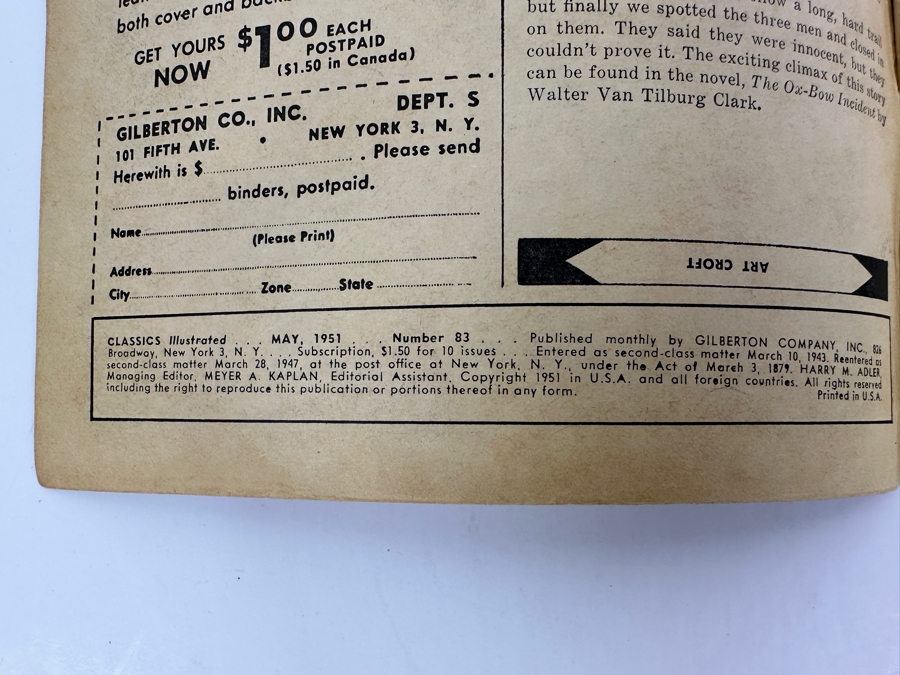 both cover and
GET YOURS
NOW
$1.00 EACH
POSTPAID
($1.50 in Canada)
GILBERTON CO., INC. DEPT. S
101 FIFTH AVE. • NEW YORK 3, N. Y.
Herewith is $ . Please send
binders, postpaid.
Name
(Please Print)
Address
City Zone State
a long, hard trail
but finally we spotted the three men and closed in
on them. They said they were innocent, but they
couldn't prove it. The exciting climax of this story
can be found in the novel, The Ox-Bow Incident by
Walter Van Tilburg Clark.
ART CROFT
CLASSICS Illustrated . . . MAY, 1951 . . . Number 83 . . . Published monthly by GILBERTON COMPANY, INC., 826
Broadway, New York 3, N. Y. . . . Subscription, $1.50 for 10 issues . . . Entered as second-class matter March 10, 1943. Reentered as
second-class matter March 28, 1947, at the post office at New York, N. Y., under the Act of March 3, 1879. HARRY M. ADLER,
Managing Editor, MEYER A. KAPLAN, Editorial Assistant. Copyright 1951 in U.S.A. and all foreign countries. All rights reserved
including the right to reproduce this publication or portions thereof in any form.
Printed in U.S.A.